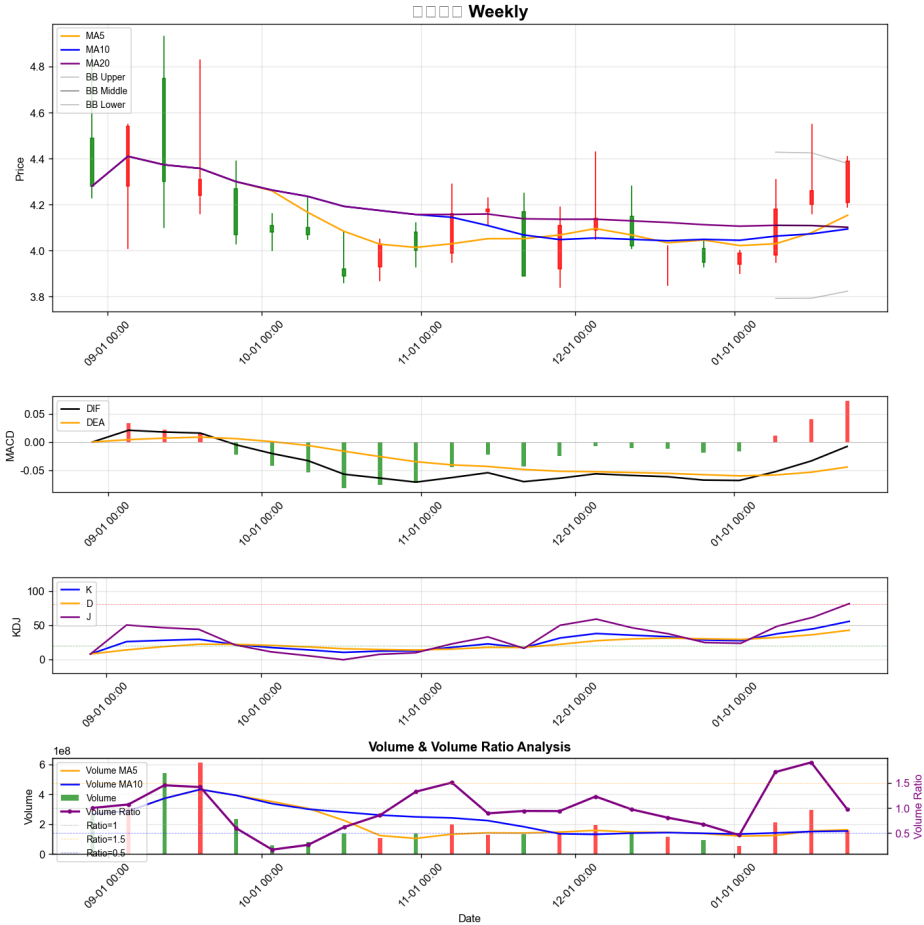 Weekly
MA5
MA10
MA20
BB Upper
BB Middle
BB Lower
Price
4.8
4.6
4.4
4.2
4.0
3.8
09-01 00:00
10-01 00:00
11-01 00:00
12-01 00:00
01-01 00:00
DIF
DEA
MACD
0.05
0.00
-0.05
09-01 00:00
10-01 00:00
11-01 00:00
12-01 00:00
01-01 00:00
K
D
J
KDJ
100
50
0
09-01 00:00
10-01 00:00
11-01 00:00
12-01 00:00
01-01 00:00
Volume & Volume Ratio Analysis
1e8
Volume MA5
Volume MA10
Volume
Volume Ratio
Ratio=1
Ratio=1.5
Ratio=0.5
Volume
6
4
2
0
1.5
1.0
0.5
Volume Ratio
09-01 00:00
10-01 00:00
11-01 00:00
12-01 00:00
01-01 00:00
Date